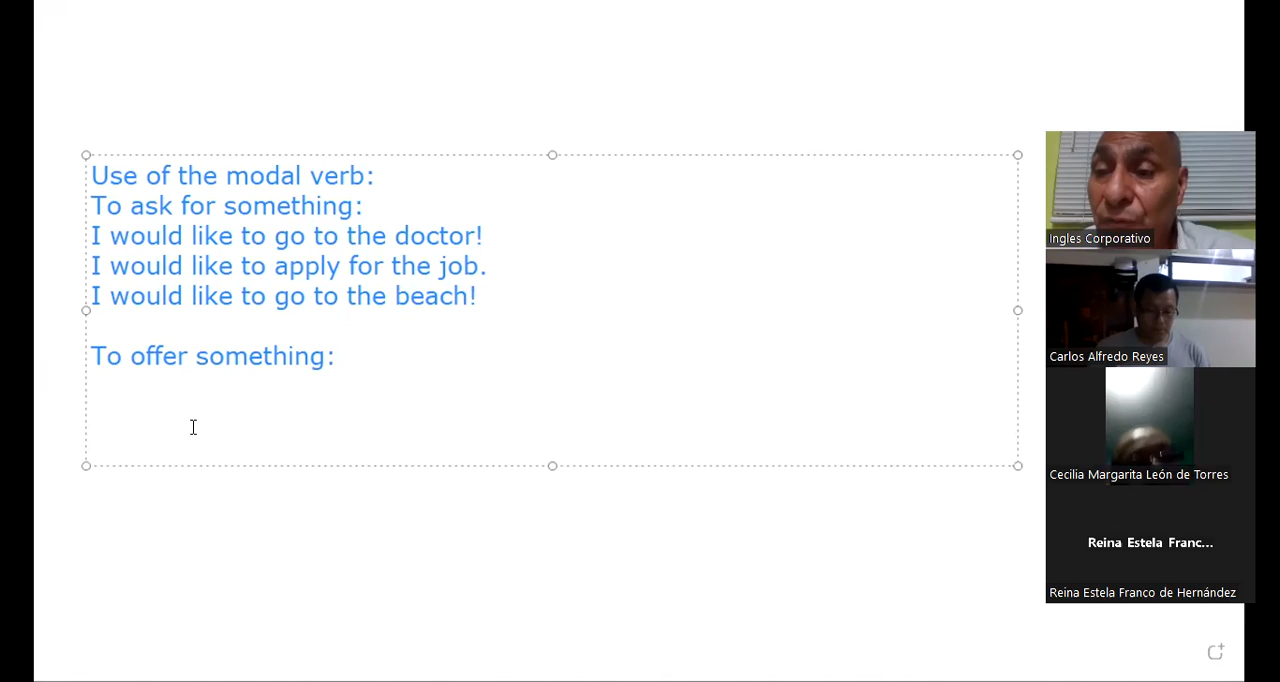 Use of the modal verb:
To ask for something:
I would like to go to the doctor!
I would like to apply for the job.
I would like to go to the beach!
To offer something:
Ingles Corporativo
Carlos Alfredo Reyes
Cecilia Margarita León de Torres
Reina Estela Franc...
Reina Estela Franco de Hernández